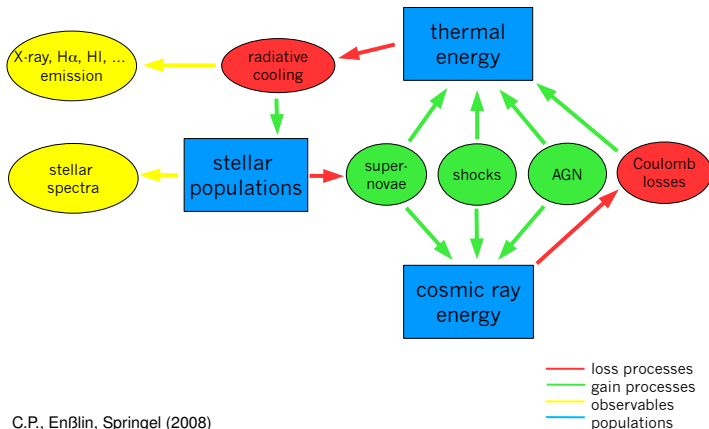 thermal
energy
X-ray, Hα, HI, ...
emission
radiative
cooling
stellar
spectra
stellar
populations
super-
novae
shocks
AGN
Coulomb
losses
cosmic ray
energy
loss processes
gain processes
observables
populations
C.P., Enßlin, Springel (2008)